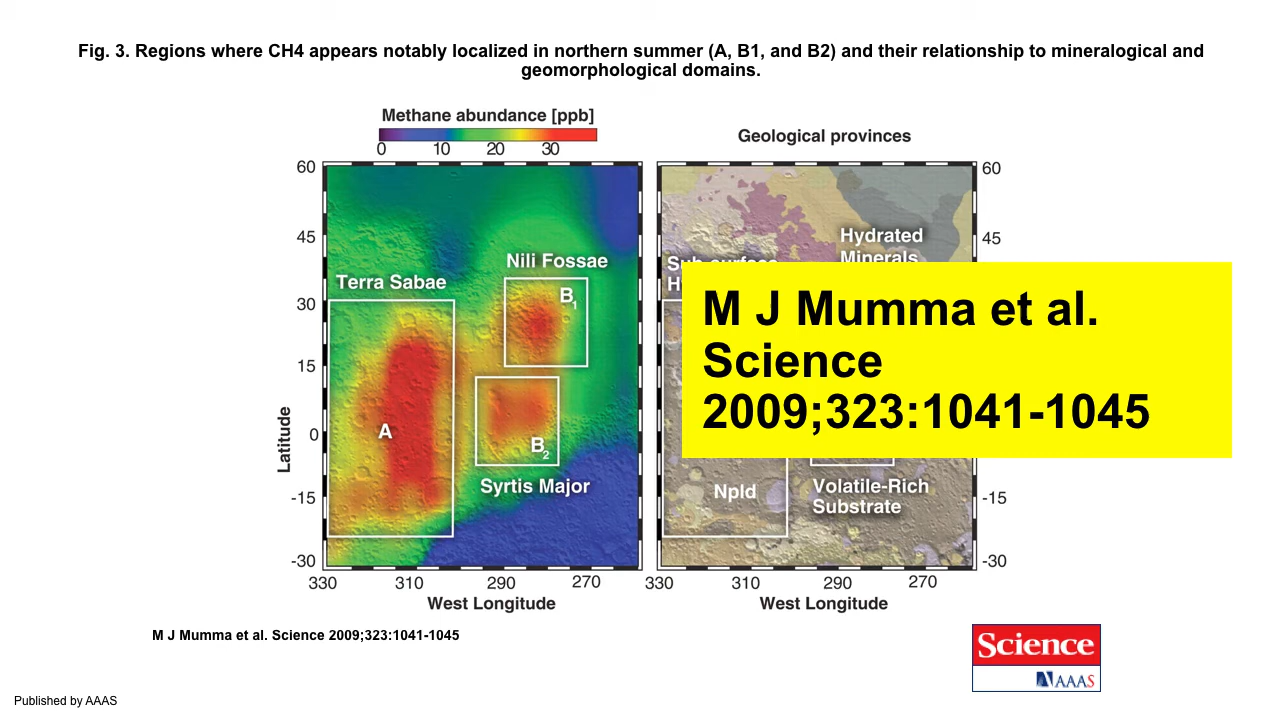 Fig. 3. Regions where CH4 appears notably localized in northern summer (A, B1, and B2) and their relationship to mineralogical and
geomorphological domains.
Methane abundance [ppb]
0 10 20 30
Geological provinces
60
45
30
15
0
-15
-30
Latitude
Terra Sabae
Nili Fossae
B1
A
B2
Syrtis Major
330 310 290 270
West Longitude
Hydrated
Minerals
Sub-surface
60
45
-15
-30
Npld
Volatile-Rich
Substrate
330 310 290 270
West Longitude
M J Mumma et al.
Science
2009;323:1041-1045
M J Mumma et al. Science 2009;323:1041-1045
Science
AAAS
Published by AAAS